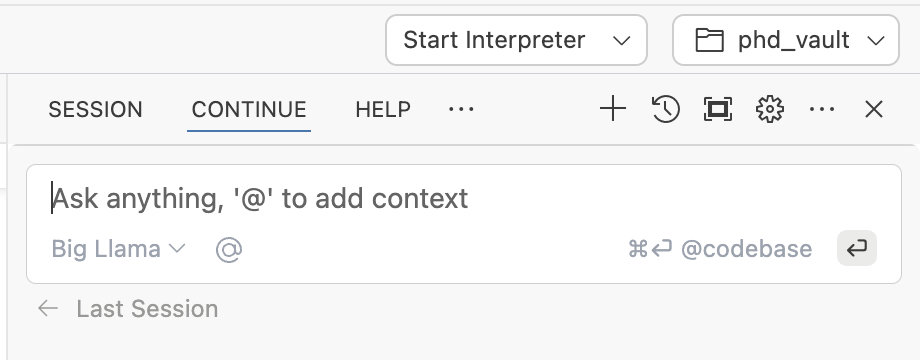 Start Interpreter
phd_vault
SESSION CONTINUE HELP
Ask anything, '@' to add context
Big Llama @ ⌘⏎ @codebase
← Last Session